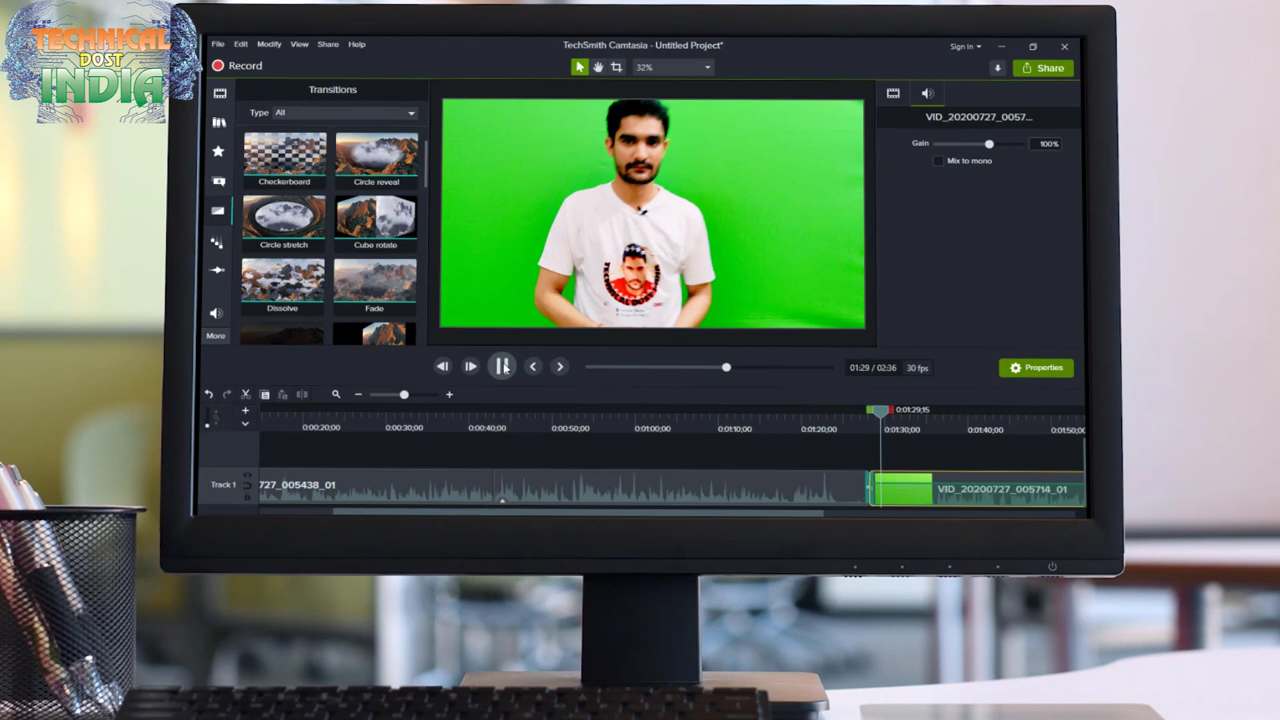 TECHNICAL
DOST
INDIA
File Edit Modify View Share Help
TechSmith Camtasia - Untitled Project*
Sign In
Record
32%
Share
Transitions
Type All
Checkerboard
Circle reveal
Circle stretch
Cube rotate
Dissolve
Fade
More
VID_20200727_0057...
Gain 100%
Mix to mono
TECHNICAL DOST
01:29 / 02:36 30 fps
Properties
0:01:29;15
0:00:20;00 0:00:30;00 0:00:40;00 0:00:50;00 0:01:00;00 0:01:10;00 0:01:20;00 0:01:30;00 0:01:40;00 0:01:50;00
Track 1
727_005438_01
VID_20200727_005714_01